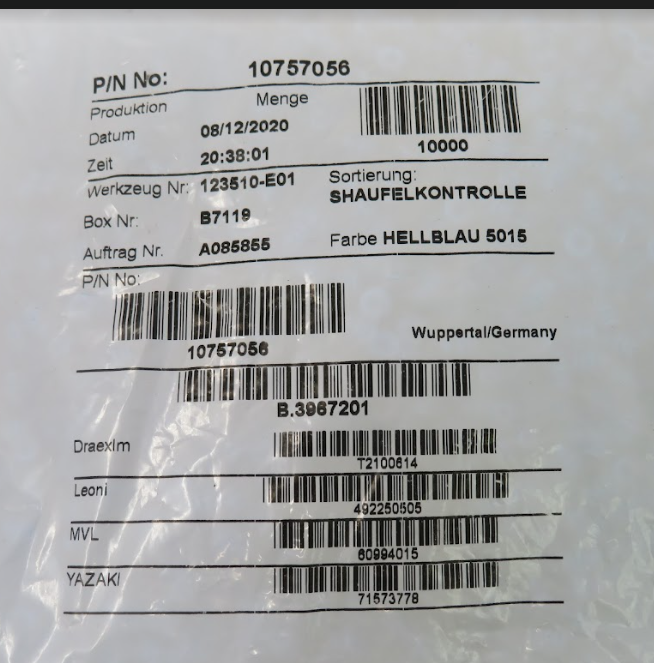 P/N No: 10757056
Produktion Menge
Datum 08/12/2020
Zeit 20:38:01 10000
Werkzeug Nr: 123510-E01 Sortierung:
SHAUFELKONTROLLE
Box Nr: B7119
Auftrag Nr. A085855 Farbe HELLBLAU 5015
P/N No:
10757056
Wuppertal/Germany
B.3967201
Draexlm
T2100614
Leoni
492250505
MVL
60994015
YAZAKI
71573778